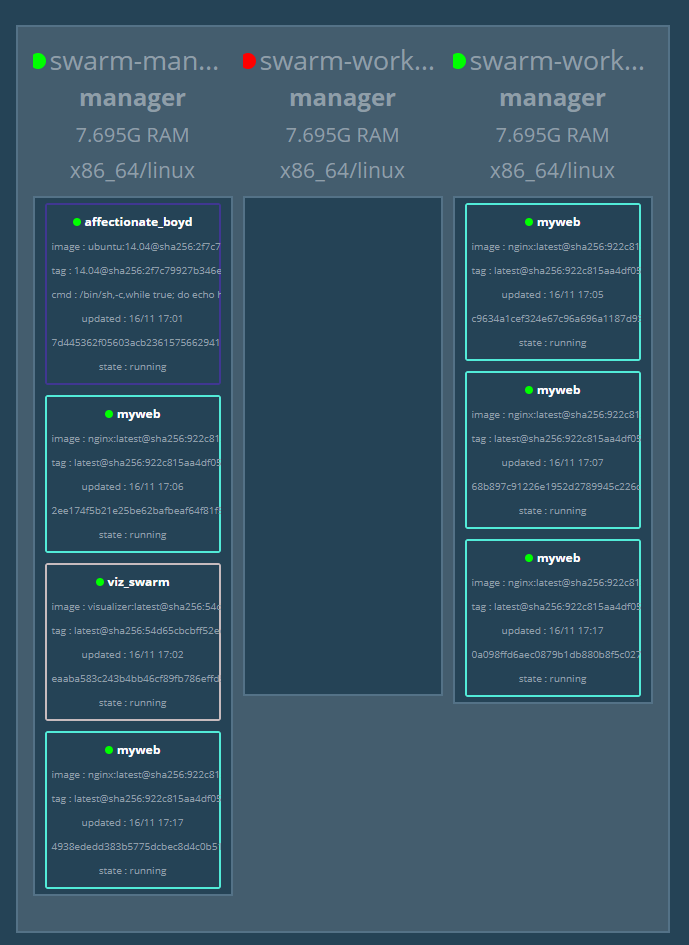 swarm-man...
manager
7.695G RAM
x86_64/linux
affectionate_boyd
image : ubuntu:14.04@sha256:2f7c7
tag : 14.04@sha256:2f7c79927b346e
cmd : /bin/sh,-c,while true; do echo h
updated : 16/11 17:01
7d445362f05603acb2361575662941
state : running
myweb
image : nginx:latest@sha256:922c81
tag : latest@sha256:922c815aa4df05
updated : 16/11 17:06
2ee174f5b21e25be62bafbeaf64f81f
state : running
viz_swarm
image : visualizer:latest@sha256:54d
tag : latest@sha256:54d65cbcbff52e
updated : 16/11 17:02
eaaba583c243b4bb46cf89fb786effd
state : running
myweb
image : nginx:latest@sha256:922c81
tag : latest@sha256:922c815aa4df05
updated : 16/11 17:17
4938ededd383b5775dcbec8d4c0b5
state : running
swarm-work...
manager
7.695G RAM
x86_64/linux
swarm-work...
manager
7.695G RAM
x86_64/linux
myweb
image : nginx:latest@sha256:922c81
tag : latest@sha256:922c815aa4df05
updated : 16/11 17:05
c9634a1cef324e67c96a696a1187d9
state : running
myweb
image : nginx:latest@sha256:922c81
tag : latest@sha256:922c815aa4df05
updated : 16/11 17:07
68b897c91226e1952d2789945c226
state : running
myweb
image : nginx:latest@sha256:922c81
tag : latest@sha256:922c815aa4df05
updated : 16/11 17:17
0a098ffd6aec0879b1db880b8f5c027
state : running